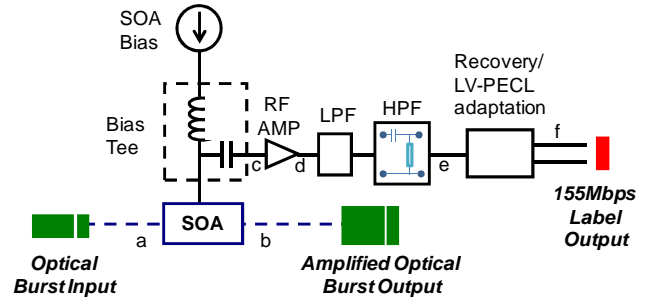 SOA
Bias
Bias
Tee
RF
AMP
LPF
HPF
Recovery/
LV-PECL
adaptation
c
d
e
f
SOA
a
b
155Mbps
Label
Output
Optical
Burst Input
Amplified Optical
Burst Output